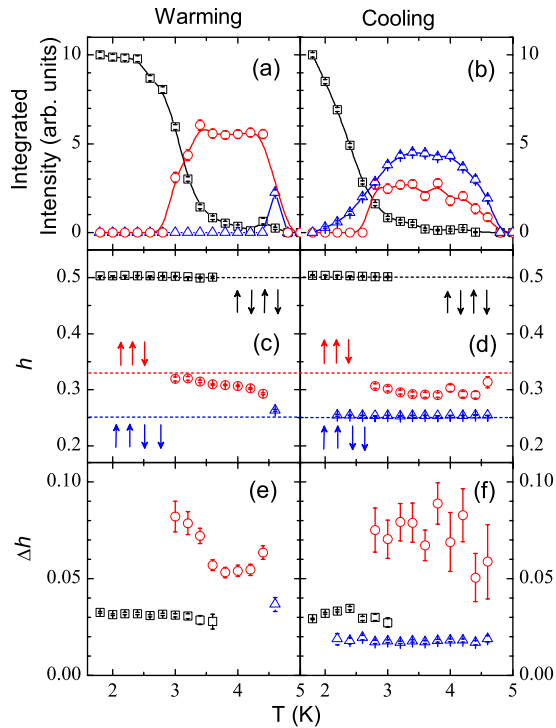 Warming Cooling
Integrated
Intensity (arb. units)
10
5
0
(a)
(b)
10
5
0
h
0.5
0.4
0.3
0.2
(c)
(d)
0.5
0.4
0.3
0.2
Δh
0.10
0.05
0.00
(e)
(f)
0.10
0.05
0.00
2 3 4 5 2 3 4 5
T (K)